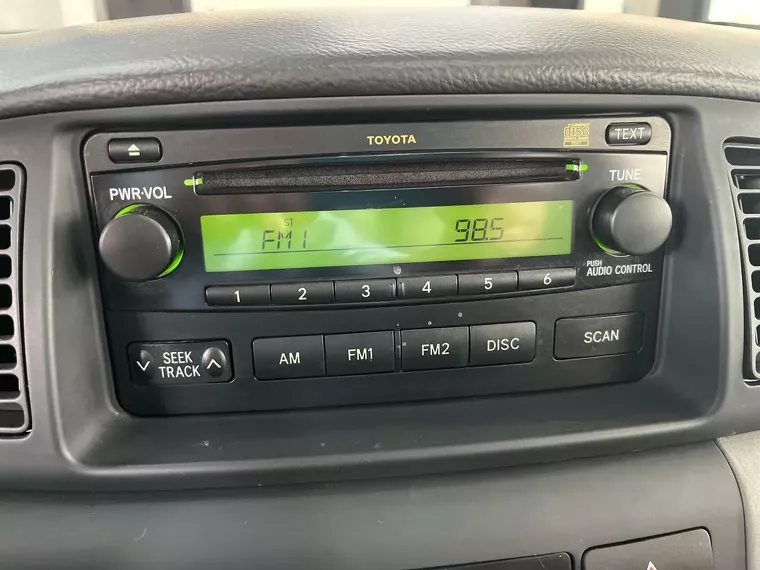 TOYOTA
disc
TEXT
PWR•VOL
TUNE
ST
FM1 98.5
PUSH
AUDIO CONTROL
1 2 3 4 5 6
SEEK
TRACK
AM FM1 FM2 DISC SCAN